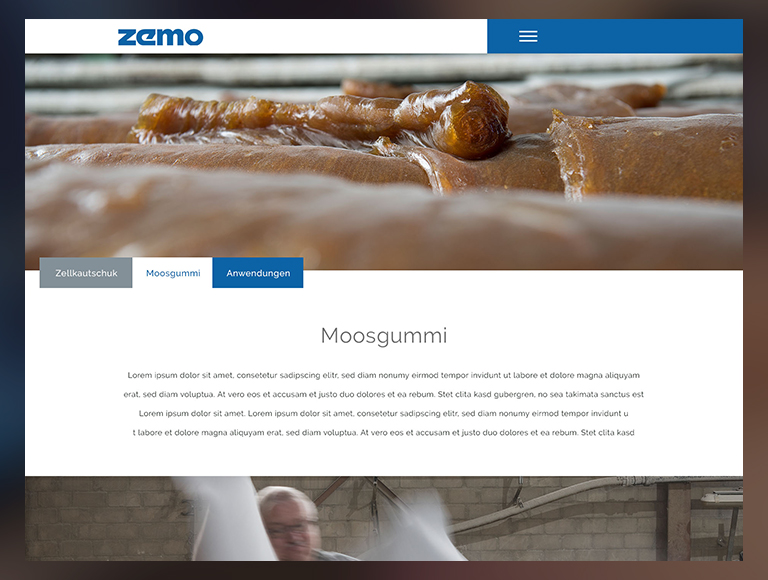 zemo
Zellkautschuk
Moosgummi
Anwendungen
Moosgummi
Lorem ipsum dolor sit amet, consetetur sadipscing elitr, sed diam nonumy eirmod tempor invidunt ut labore et dolore magna aliquyam
erat, sed diam voluptua. At vero eos et accusam et justo duo dolores et ea rebum. Stet clita kasd gubergren, no sea takimata sanctus est
Lorem ipsum dolor sit amet. Lorem ipsum dolor sit amet, consetetur sadipscing elitr, sed diam nonumy eirmod tempor invidunt u
t labore et dolore magna aliquyam erat, sed diam voluptua. At vero eos et accusam et justo duo dolores et ea rebum. Stet clita kasd